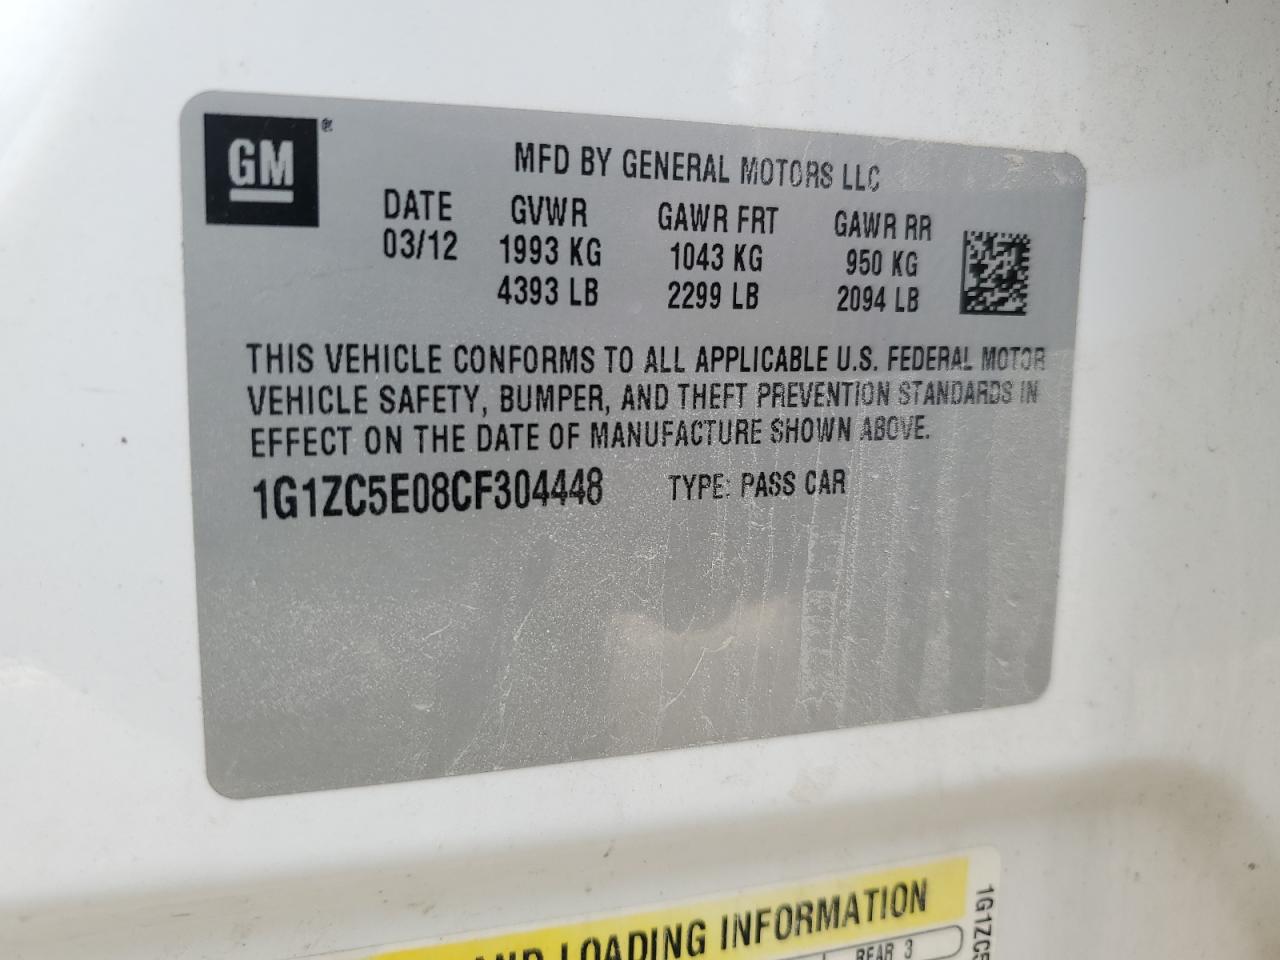 GM®
MFD BY GENERAL MOTORS LLC
DATE GVWR GAWR FRT GAWR RR
03/12 1993 KG 1043 KG 950 KG
4393 LB 2299 LB 2094 LB
THIS VEHICLE CONFORMS TO ALL APPLICABLE U.S. FEDERAL MOTOR
VEHICLE SAFETY, BUMPER, AND THEFT PREVENTION STANDARDS IN
EFFECT ON THE DATE OF MANUFACTURE SHOWN ABOVE.
1G1ZC5E08CF304448 TYPE: PASS CAR
AND LOADING INFORMATION
REAR 3
1G1ZC5